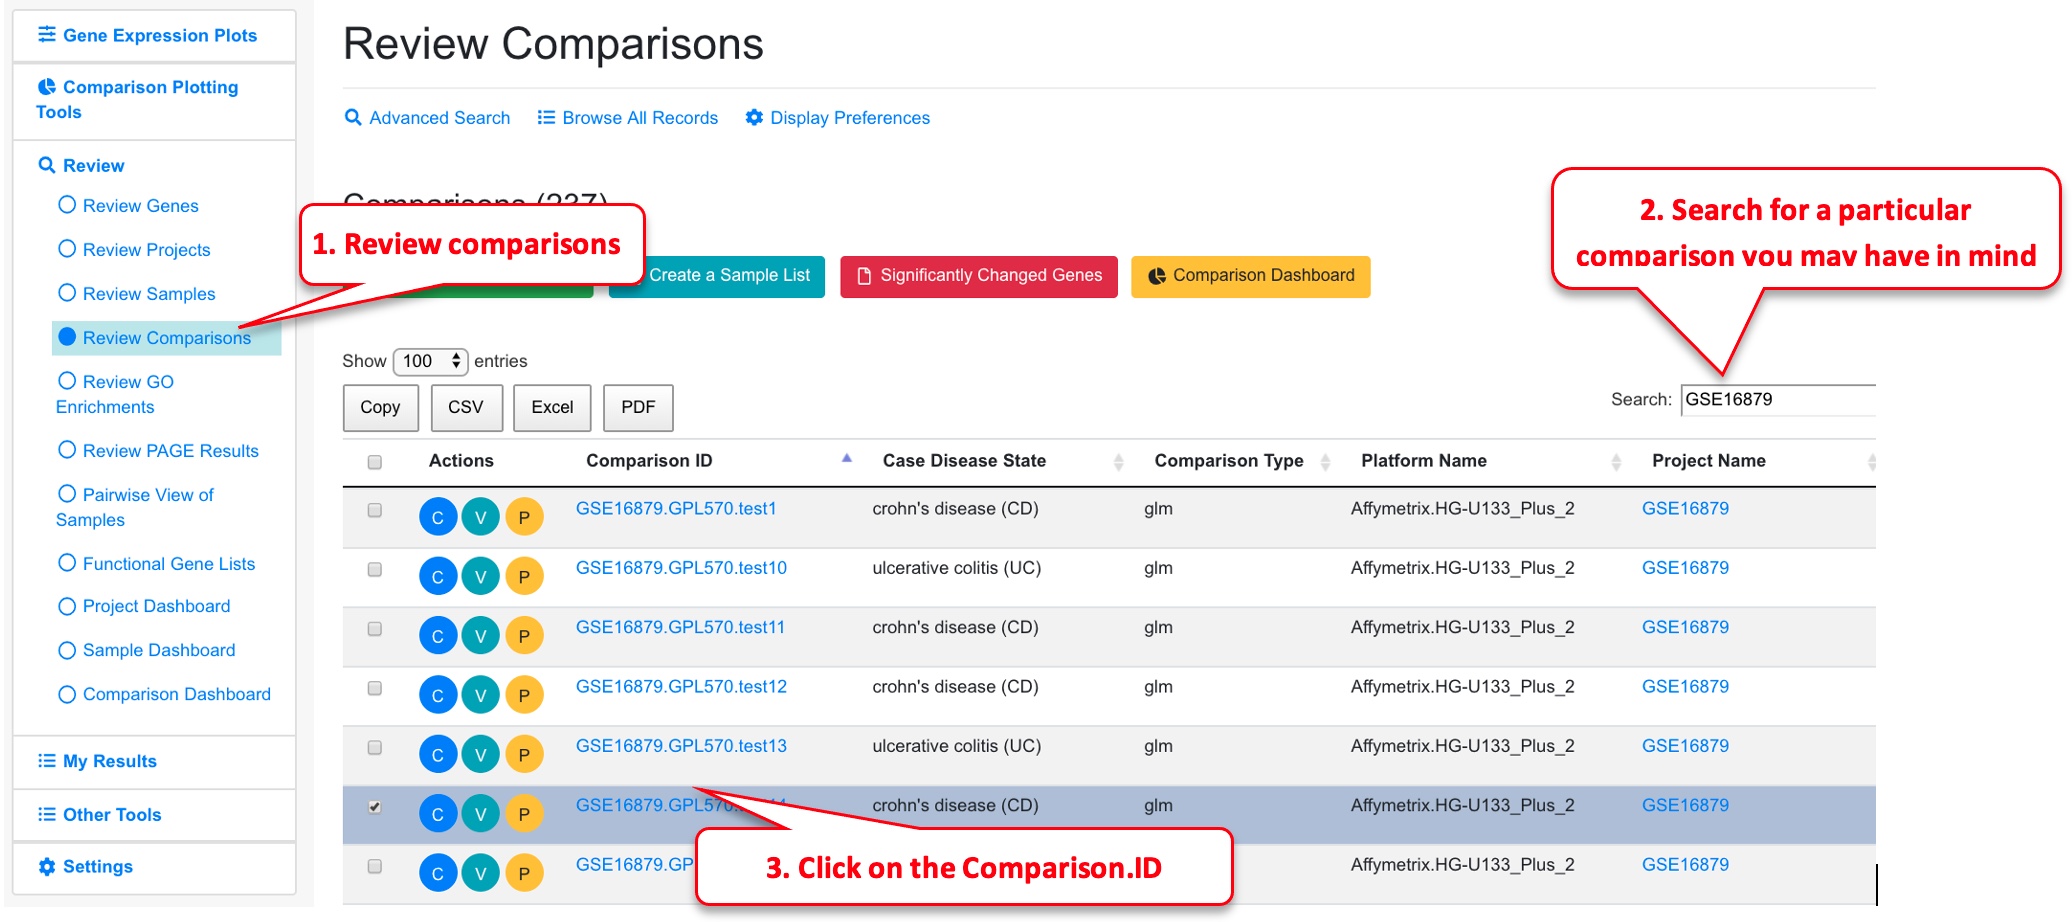 Gene Expression Plots
Comparison Plotting
Tools
Review
Review Genes
Review Projects
Review Samples
Review Comparisons
Review GO
Enrichments
Review PAGE Results
Pairwise View of
Samples
Functional Gene Lists
Project Dashboard
Sample Dashboard
Comparison Dashboard
My Results
Other Tools
Settings
Review Comparisons
Advanced Search Browse All Records Display Preferences
Comparisons (237)
1. Review comparisons
2. Search for a particular
comparison you may have in mind
Create a Sample List Significantly Changed Genes Comparison Dashboard
Show 100 entries
Copy CSV Excel PDF
Search: GSE16879
Actions Comparison ID Case Disease State Comparison Type Platform Name Project Name
C V P GSE16879.GPL570.test1 crohn's disease (CD) glm Affymetrix.HG-U133_Plus_2 GSE16879
C V P GSE16879.GPL570.test10 ulcerative colitis (UC) glm Affymetrix.HG-U133_Plus_2 GSE16879
C V P GSE16879.GPL570.test11 crohn's disease (CD) glm Affymetrix.HG-U133_Plus_2 GSE16879
C V P GSE16879.GPL570.test12 crohn's disease (CD) glm Affymetrix.HG-U133_Plus_2 GSE16879
C V P GSE16879.GPL570.test13 ulcerative colitis (UC) glm Affymetrix.HG-U133_Plus_2 GSE16879
C V P crohn's disease (CD) glm Affymetrix.HG-U133_Plus_2 GSE16879
C V P GSE16879.GP Affymetrix.HG-U133_Plus_2 GSE16879
3. Click on the Comparison.ID